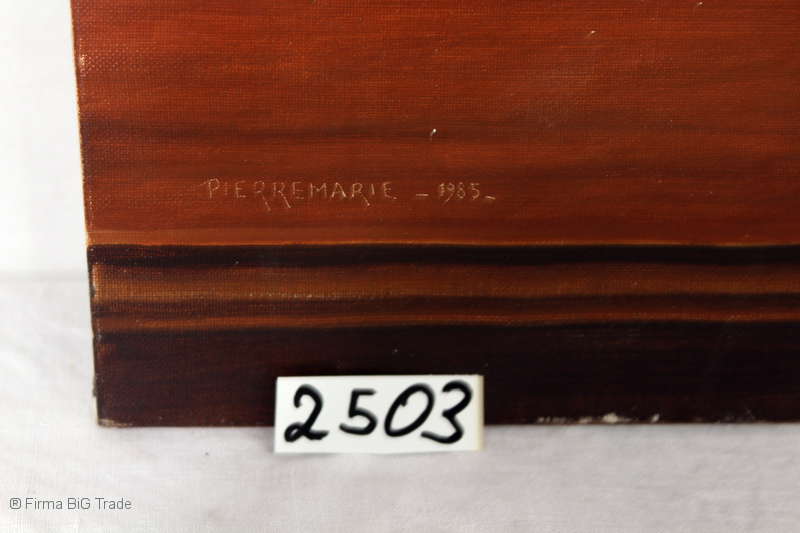 PIERREMARIE – 1985 –
2503
® Firma BiG Trade